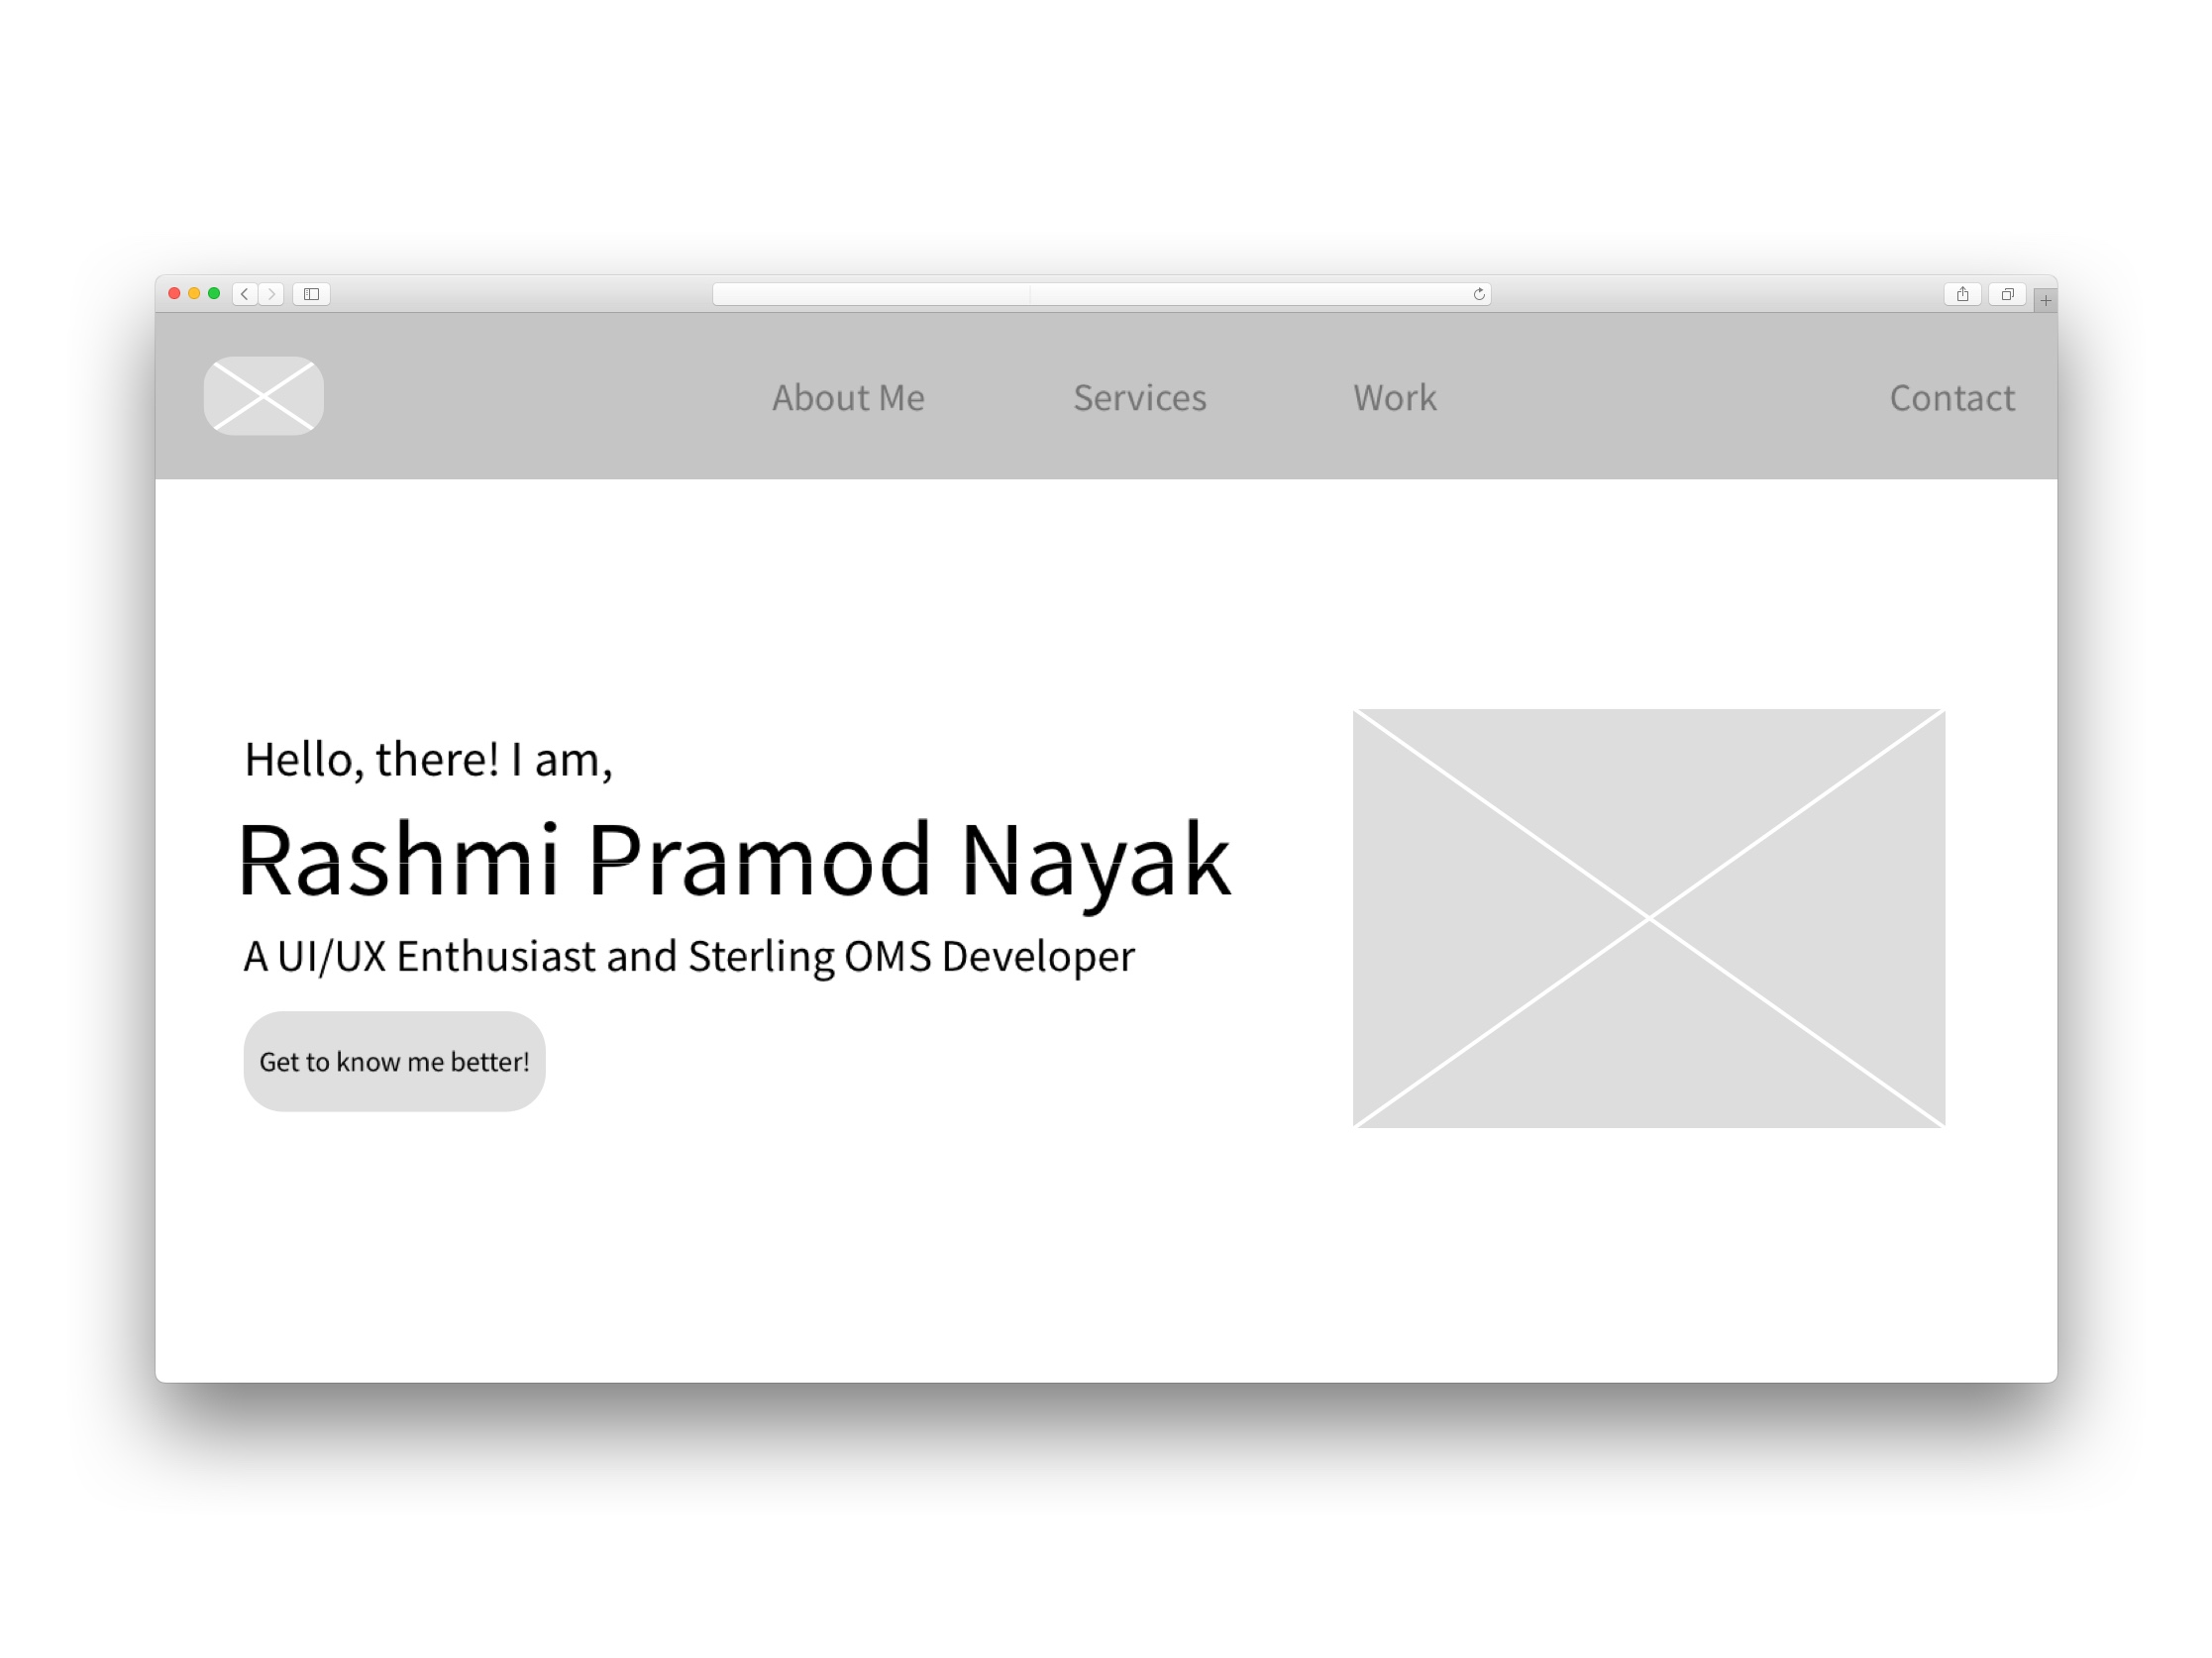 About Me Services Work Contact
Hello, there! I am,
Rashmi Pramod Nayak
A UI/UX Enthusiast and Sterling OMS Developer
Get to know me better!